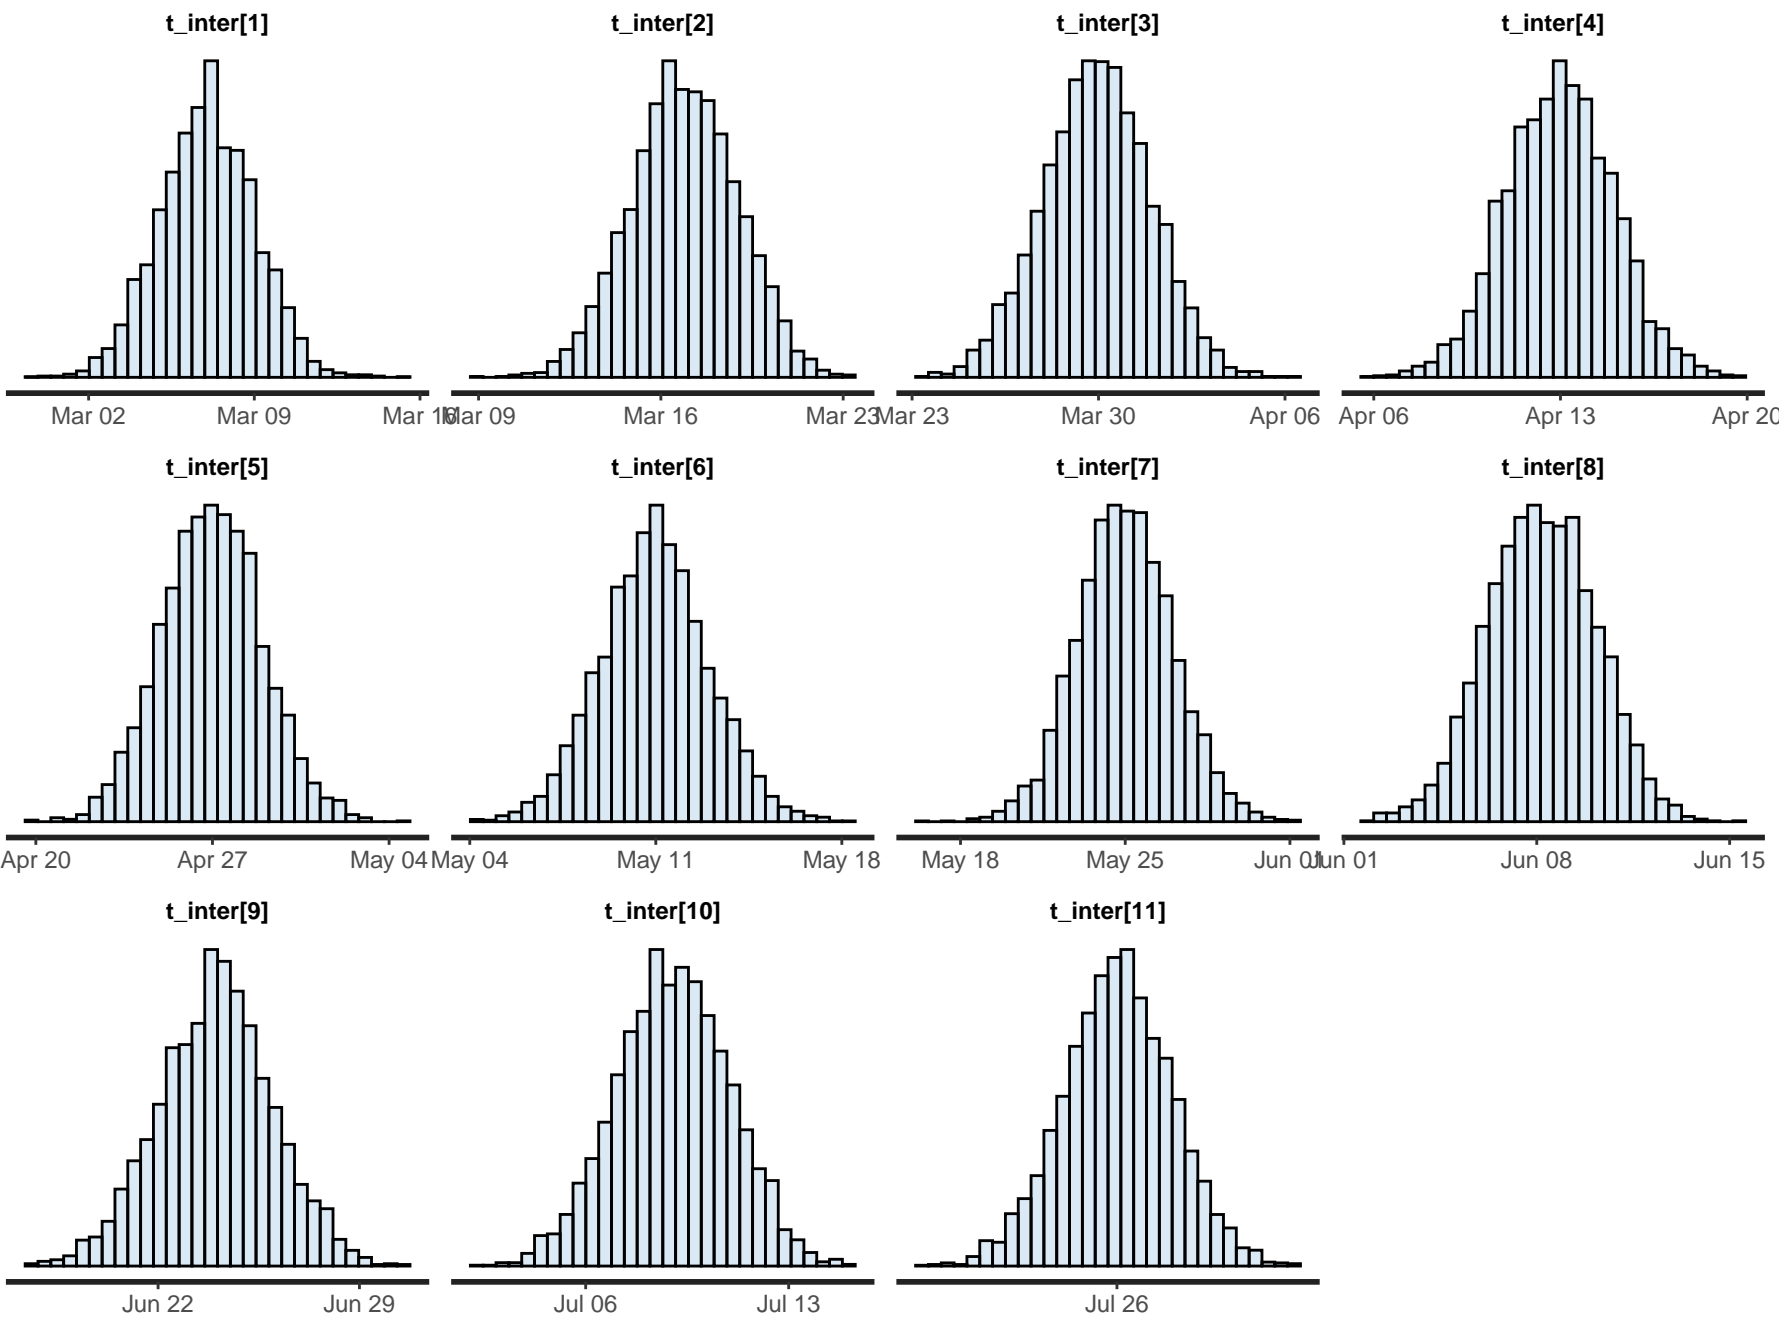 t_inter[1] t_inter[2] t_inter[3] t_inter[4]
Mar 02 Mar 09 Mar 16 Mar 09 Mar 16 Mar 23 Mar 23 Mar 30 Apr 06 Apr 06 Apr 13 Apr 20
t_inter[5] t_inter[6] t_inter[7] t_inter[8]
Apr 20 Apr 27 May 04 May 04 May 11 May 18 May 18 May 25 Jun 01 Jun 01 Jun 08 Jun 15
t_inter[9] t_inter[10] t_inter[11]
Jun 22 Jun 29 Jul 06 Jul 13 Jul 26